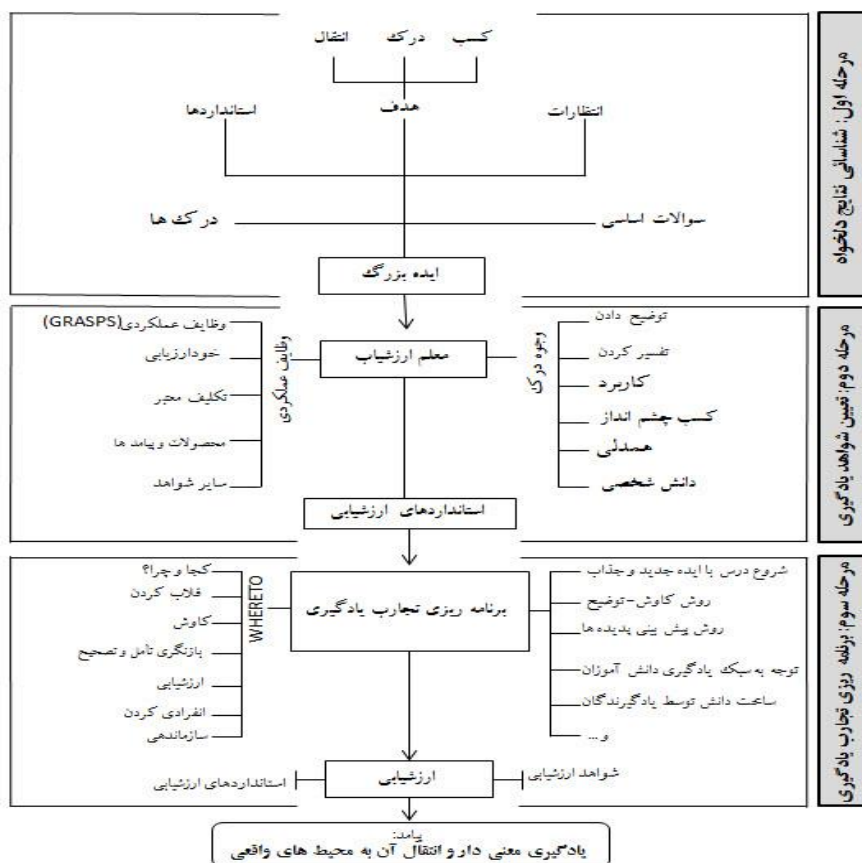 مرحله اول: شناسائی نتایج دلخواه
کسب
درک
انتقال
هدف
انتظارات
استانداردها
سوالات اساسی
درک ها
ایده بزرگ
مرحله دوم: تعیین شواهد یادگیری
معلم ارزشیاب
وجوه درک
توضیح دادن
تفسیر کردن
کاربرد
کسب چشم انداز
همدلی
دانش شخصی
وظایف عملکردی
وظایف عملکردی(GRASPS)
خودارزیابی
تکلیف معتبر
محصولات و پیامد ها
سایر شواهد
استانداردهای ارزشیابی
مرحله سوم: برنامه ریزی تجارب یادگیری
برنامه ریزی تجارب یادگیری
شروع درس با ایده جدید و جذاب
روش کاوش-توضیح
روش پیش بینی پدیده ها
توجه به سبک یادگیری دانش آموزان
ساخت دانش توسط یادگیرندگان
و ...
WHERETO
کجا و چرا؟
قلاب کردن
کاوش
بازنگری تأمل و تصحیح
ارزشیابی
انفرادی کردن
سازماندهی
ارزشیابی
شواهد ارزشیابی
استانداردهای ارزشیابی
پیامد:
یادگیری معنی دار و انتقال آن به محیط های واقعی